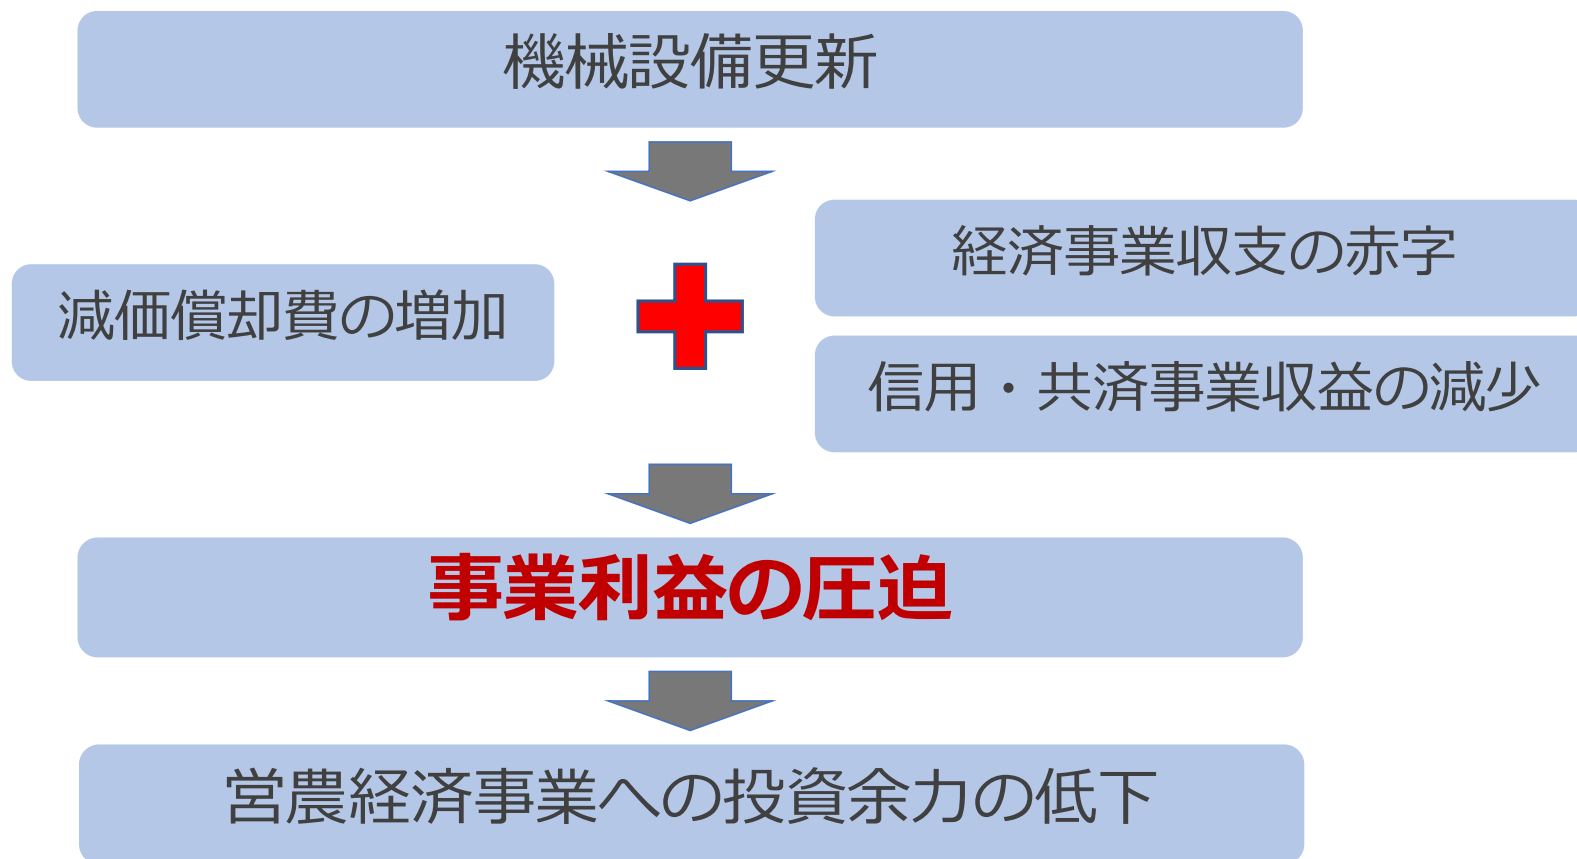 機械設備更新
減価償却費の増加
経済事業収支の赤字
信用・共済事業収益の減少
事業利益の圧迫
営農経済事業への投資余力の低下